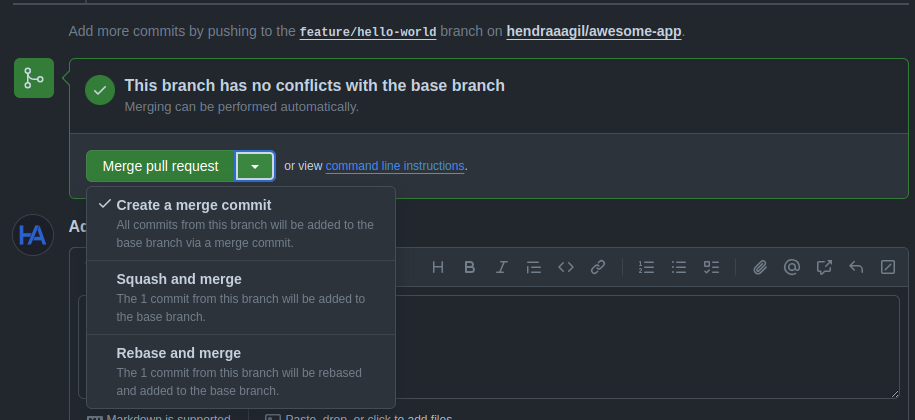 Add more commits by pushing to the feature/hello-world branch on hendraaagil/awesome-app.
This branch has no conflicts with the base branch
Merging can be performed automatically.
Merge pull request
or view command line instructions.
Create a merge commit
All commits from this branch will be added to the
base branch via a merge commit.
HA
Ad
Squash and merge
The 1 commit from this branch will be added to
the base branch.
Rebase and merge
The 1 commit from this branch will be rebased
and added to the base branch.
Markdown is supported
Paste, drop, or click to add files